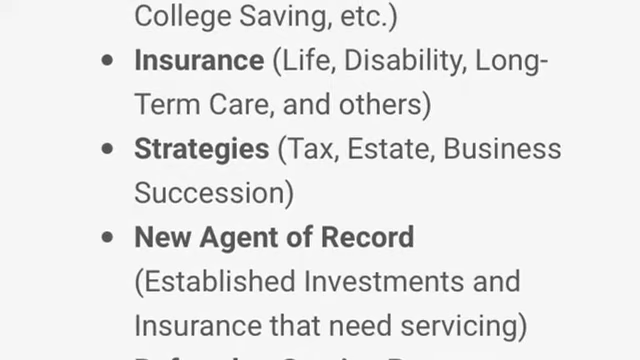 College Saving, etc.)
• Insurance (Life, Disability, Long-
Term Care, and others)
• Strategies (Tax, Estate, Business
Succession)
• New Agent of Record
(Established Investments and
Insurance that need servicing)